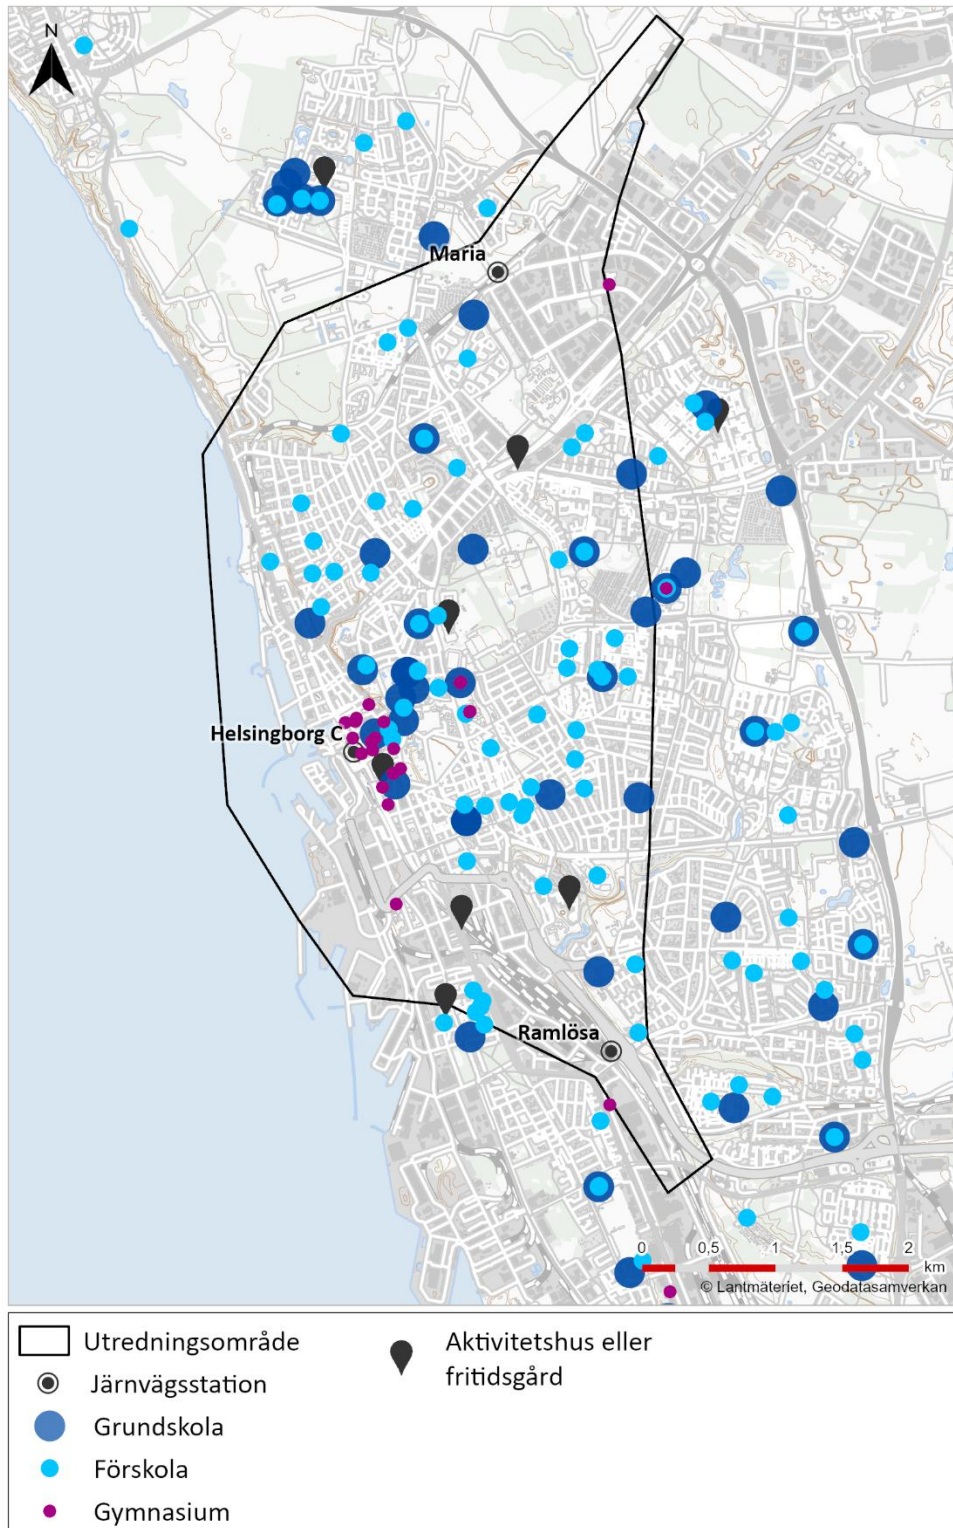 N
Maria
Helsingborg C
Ramlösa
0 0,5 1 1,5 2
km
© Lantmäteriet, Geodatasamverkan
Utredningsområde
Järnvägsstation
Grundskola
Förskola
Gymnasium
Aktivitetshus eller
fritidsgård